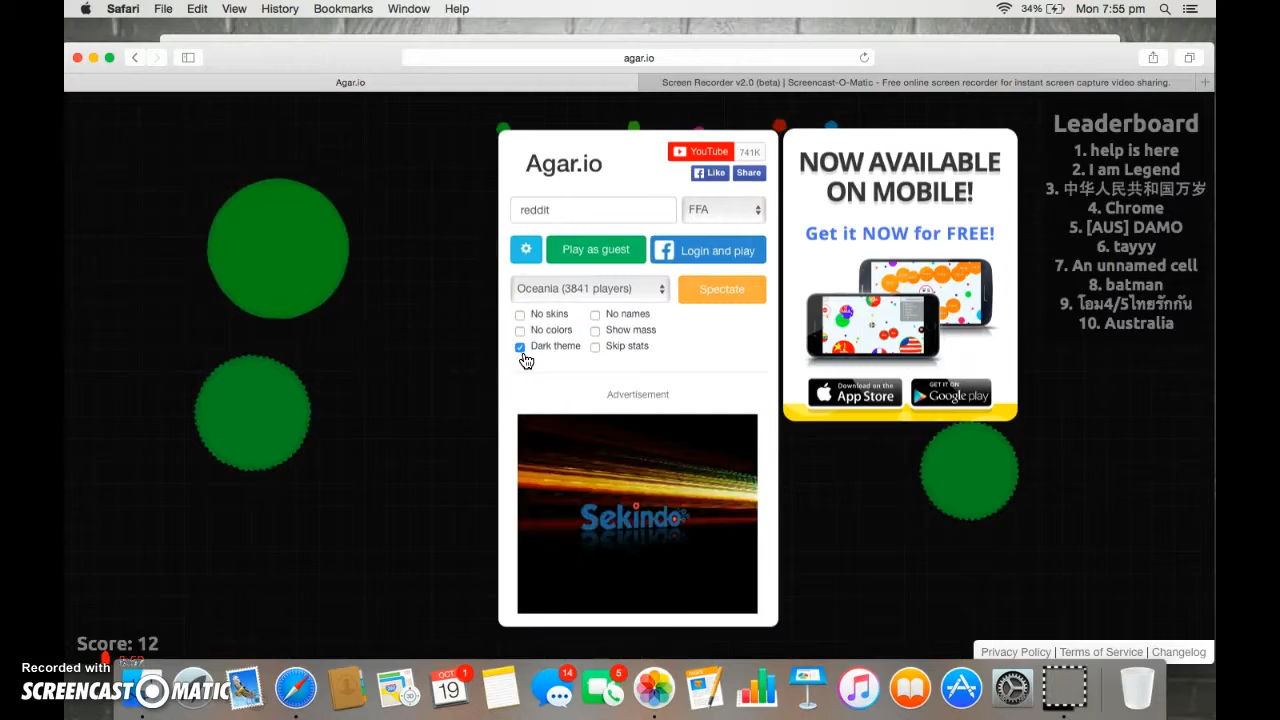 Safari File Edit View History Bookmarks Window Help
34% Mon 7:55 pm
agar.io
Agar.io
Screen Recorder v2.0 (beta) | Screencast-O-Matic - Free online screen recorder for instant screen capture video sharing.
Agar.io
YouTube 741K
Like Share
reddit
FFA
Play as guest
Login and play
Oceania (3841 players)
Spectate
No skins No names
No colors Show mass
Dark theme Skip stats
Advertisement
Sekindo
NOW AVAILABLE
ON MOBILE!
Get it NOW for FREE!
Download on the
App Store
GET IT ON
Google play
Leaderboard
1. help is here
2. I am Legend
3. 中华人民共和国万岁
4. Chrome
5. [AUS] DAMO
6. tayyy
7. An unnamed cell
8. batman
9. โอม4/5ไทยรักกัน
10. Australia
Score: 12
Privacy Policy | Terms of Service | Changelog
Recorded with
SCREENCAST-O-MATIC
OCT 1
19
14
5